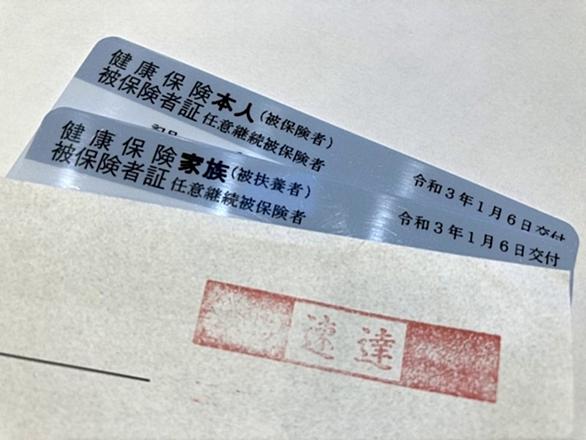 健康保険 本人(被保険者)
被保険者証 任意継続被保険者
令和3年1月6日交付
健康保険 家族(被扶養者)
被保険者証 任意継続被保険者
令和3年1月6日交付
速達